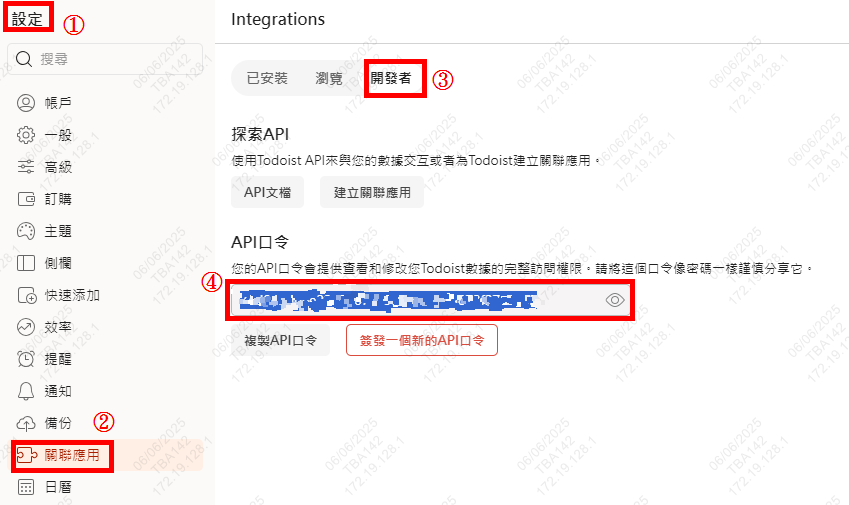 設定
①
搜尋
帳戶
一般
高級
訂購
主題
側欄
快速添加
效率
提醒
通知
備份
②
關聯應用
日曆
Integrations
已安裝
瀏覽
開發者
③
探索API
使用Todoist API來與您的數據交互或者為Todoist建立關聯應用。
API文檔
建立關聯應用
API口令
您的API口令會提供查看和修改您Todoist數據的完整訪問權限。請將這個口令像密碼一樣謹慎分享它。
④
複製API口令
簽發一個新的API口令
06/06/2025
TBA142
172.19.128.1